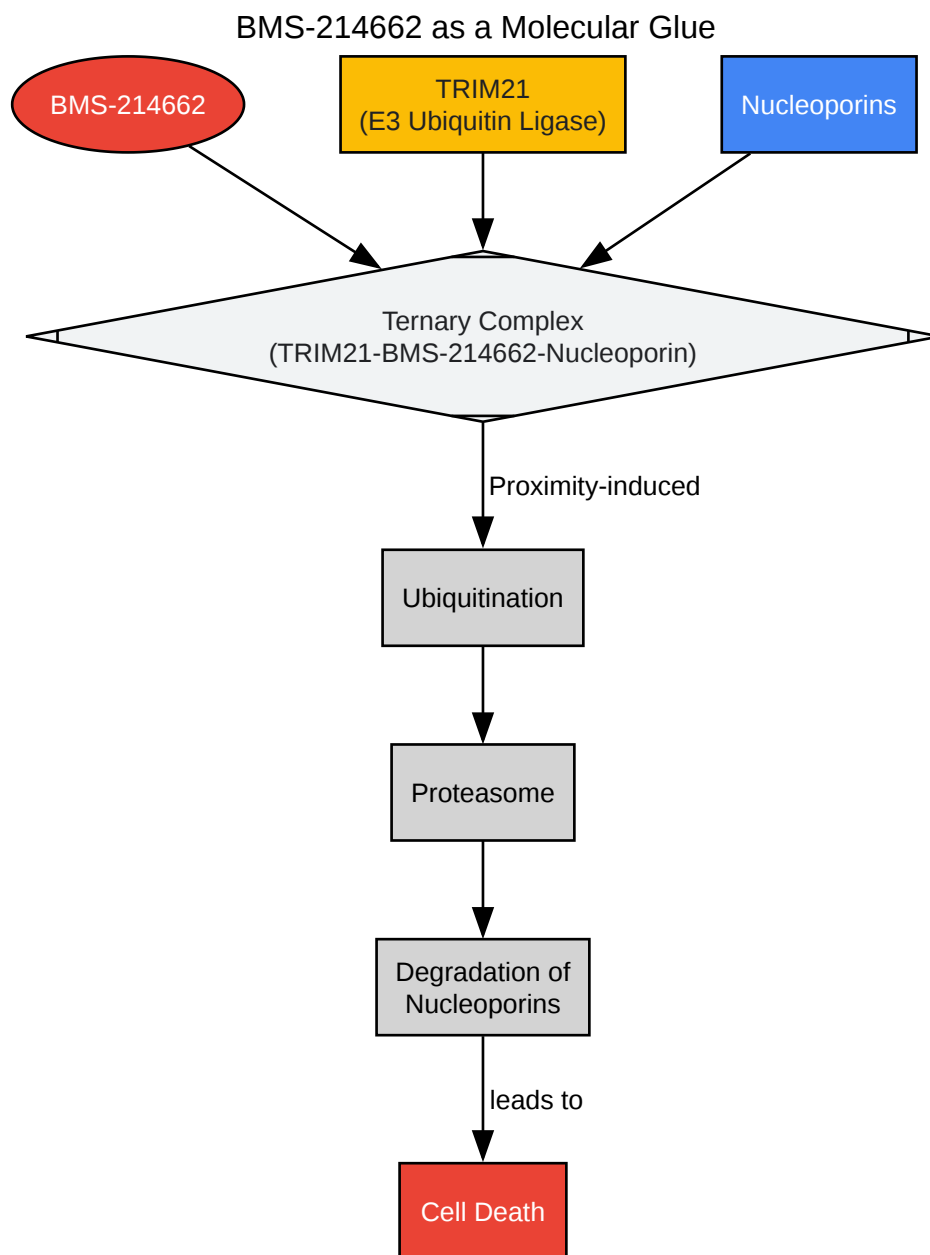 BMS-214662 as a Molecular Glue
BMS-214662
TRIM21
(E3 Ubiquitin Ligase)
Nucleoporins
Ternary Complex
(TRIM21-BMS-214662-Nucleoporin)
Proximity-induced
Ubiquitination
Proteasome
Degradation of
Nucleoporins
leads to
Cell Death